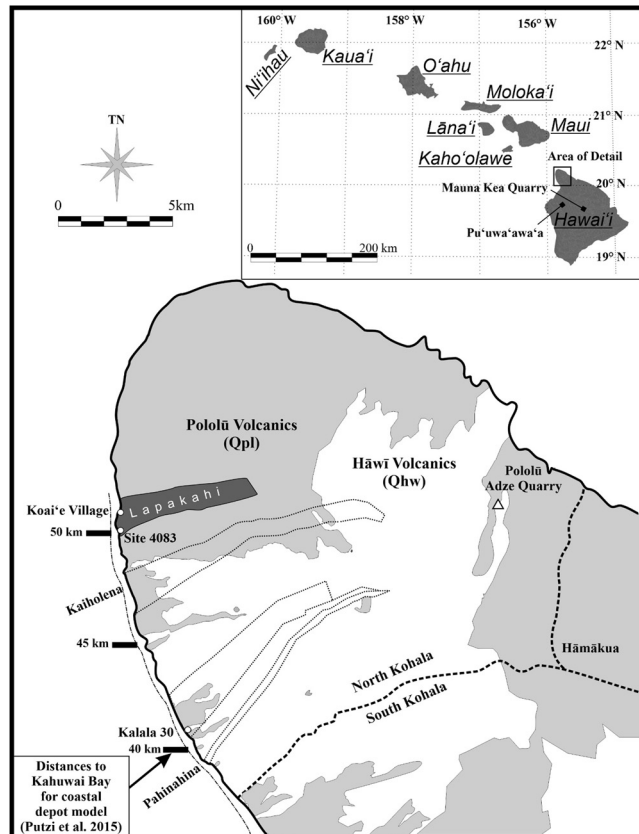 160° W
158° W
156° W
22° N
Ni‘ihau
Kaua‘i
O‘ahu
Moloka‘i
21° N
Lāna‘i
Maui
Kaho‘olawe
Area of Detail
20° N
Mauna Kea Quarry
Hawai‘i
Pu‘uwa‘awa‘a
0
200 km
19° N
TN
0
5km
Pololū Volcanics
(Qpl)
Hāwī Volcanics
(Qhw)
Pololū
Adze Quarry
Lapakahi
Koai‘e Village
50 km
Site 4083
Kaiholena
45 km
Hāmākua
North Kohala
South Kohala
Kalala 30
40 km
Pahinahina
Distances to
Kahuwai Bay
for coastal
depot model
(Putzi et al. 2015)